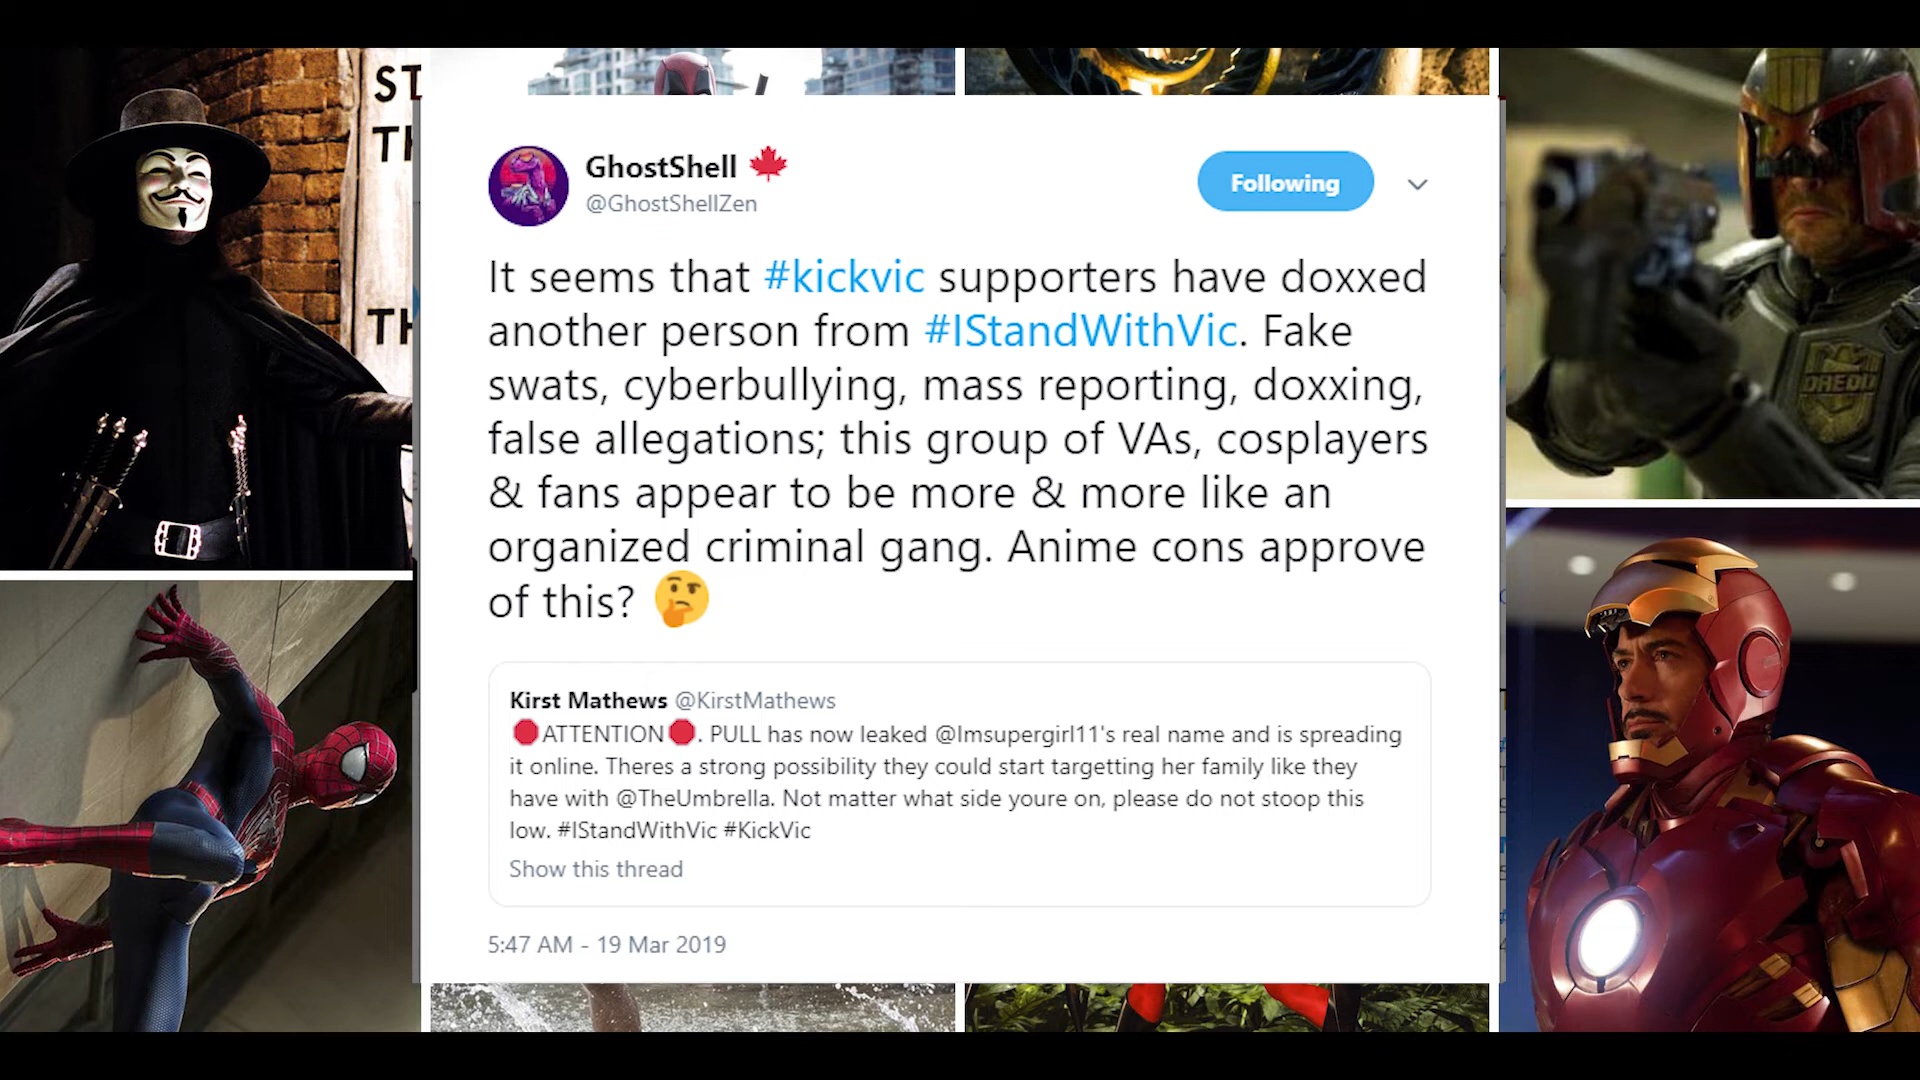 ST
TH
TH
GhostShell
@GhostShellZen
Following
It seems that #kickvic supporters have doxxed
another person from #IStandWithVic. Fake
swats, cyberbullying, mass reporting, doxxing,
false allegations; this group of VAs, cosplayers
& fans appear to be more & more like an
organized criminal gang. Anime cons approve
of this?
Kirst Mathews @KirstMathews
ATTENTION. PULL has now leaked @Imsupergirl11's real name and is spreading
it online. Theres a strong possibility they could start targetting her family like they
have with @TheUmbrella. Not matter what side youre on, please do not stoop this
low. #IStandWithVic #KickVic
Show this thread
5:47 AM - 19 Mar 2019
DREDD